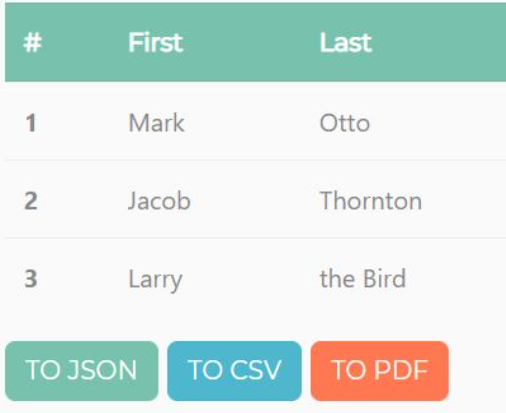 # First Last
1 Mark Otto
2 Jacob Thornton
3 Larry the Bird
TO JSON TO CSV TO PDF